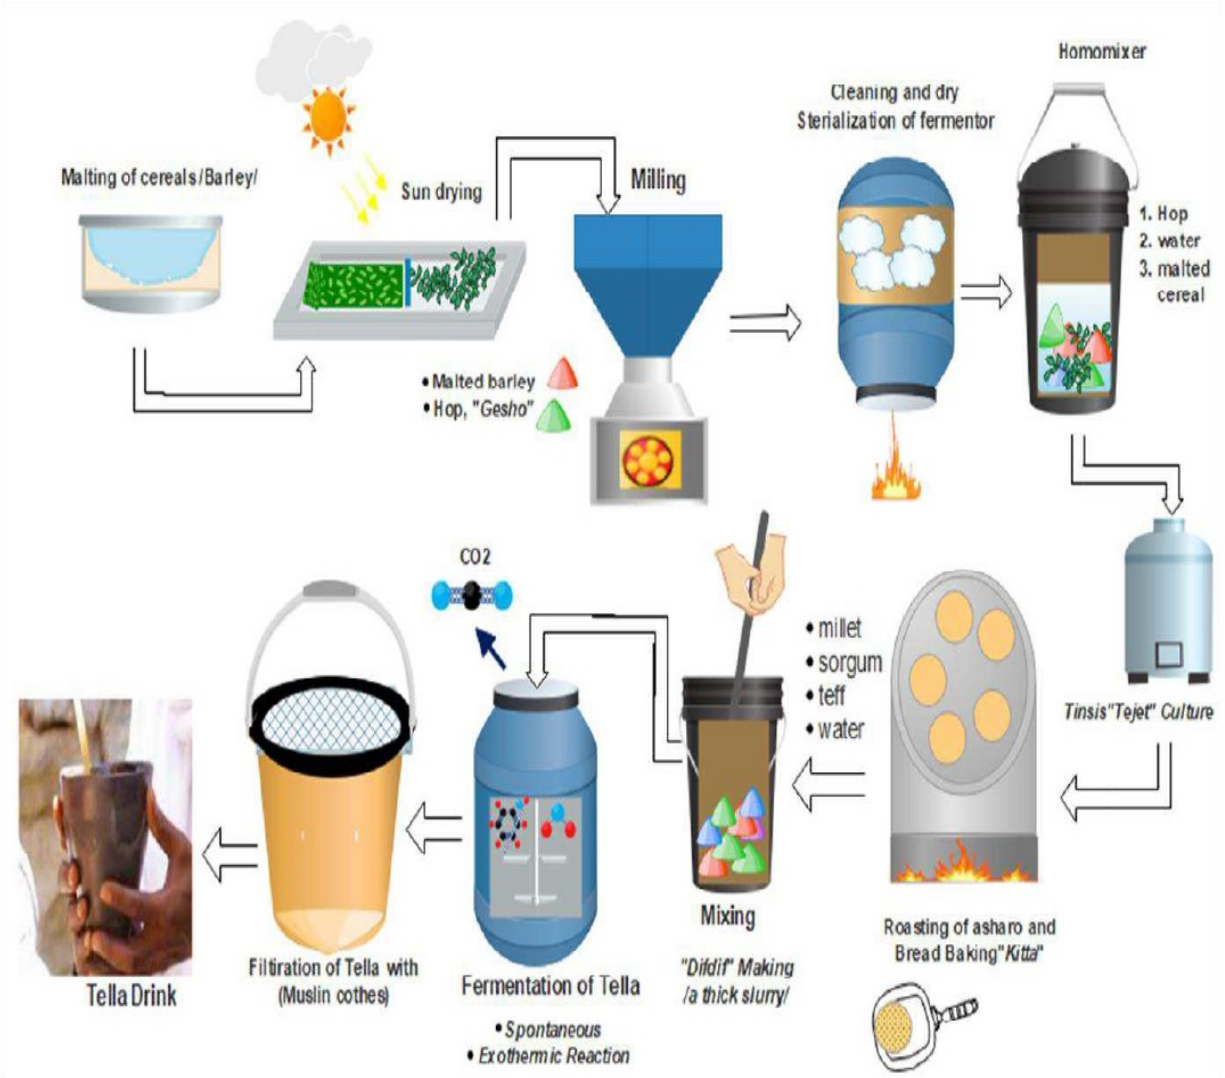 Homomixer
Cleaning and dry
Sterialization of fermentor
Malting of cereals/Barley/
Sun drying
Milling
1. Hop
2. water
3. malted
cereal
• Malted barley
• Hop, "Gesho"
CO2
• millet
• sorgum
• teff
• water
Tinsis"Tejet" Culture
Mixing
Roasting of asharo and
Bread Baking"Kitta"
"Difdif" Making
/a thick slurry/
Filtiration of Tella with
(Muslin cothes)
Fermentation of Tella
• Spontaneous
• Exothermic Reaction
Tella Drink